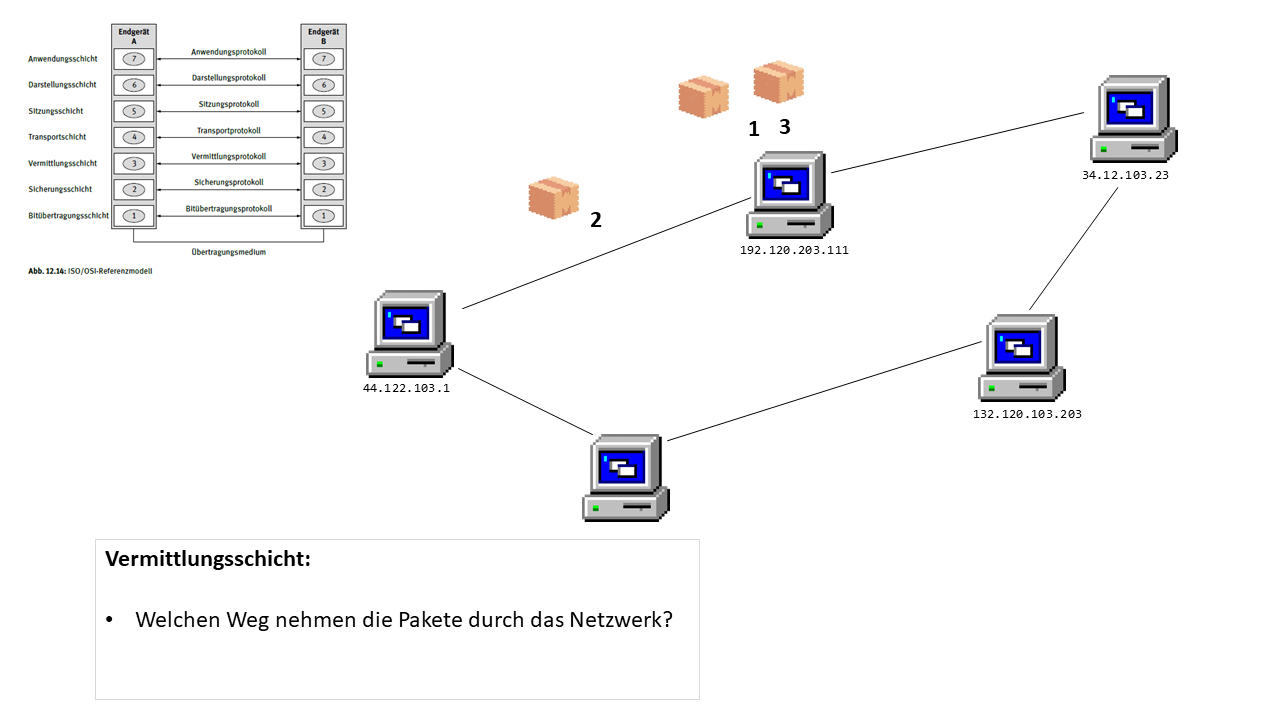 Endgerät
A
Endgerät
B
Anwendungsschicht
7
Anwendungsprotokoll
7
Darstellungsschicht
6
Darstellungsprotokoll
6
Sitzungsschicht
5
Sitzungsprotokoll
5
Transportschicht
4
Transportprotokoll
4
Vermittlungsschicht
3
Vermittlungsprotokoll
3
Sicherungsschicht
2
Sicherungsprotokoll
2
Bitübertragungsschicht
1
Bitübertragungsprotokoll
1
Übertragungsmedium
Abb. 12.14: ISO/OSI-Referenzmodell
1 3
2
34.12.103.23
192.120.203.111
44.122.103.1
132.120.103.203
Vermittlungsschicht:
• Welchen Weg nehmen die Pakete durch das Netzwerk?